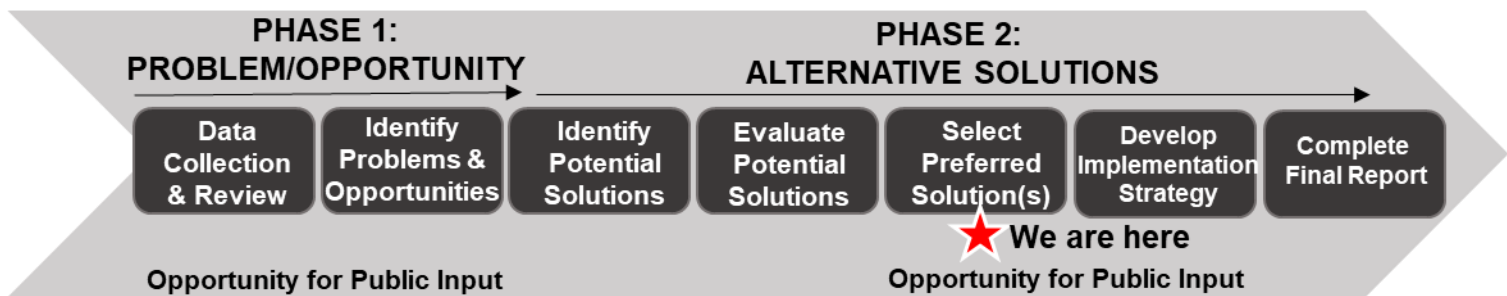 PHASE 1:
PROBLEM/OPPORTUNITY
PHASE 2:
ALTERNATIVE SOLUTIONS
Data
Collection
& Review
Identify
Problems &
Opportunities
Identify
Potential
Solutions
Evaluate
Potential
Solutions
Select
Preferred
Solution(s)
Develop
Implementation
Strategy
Complete
Final Report
We are here
Opportunity for Public Input
Opportunity for Public Input